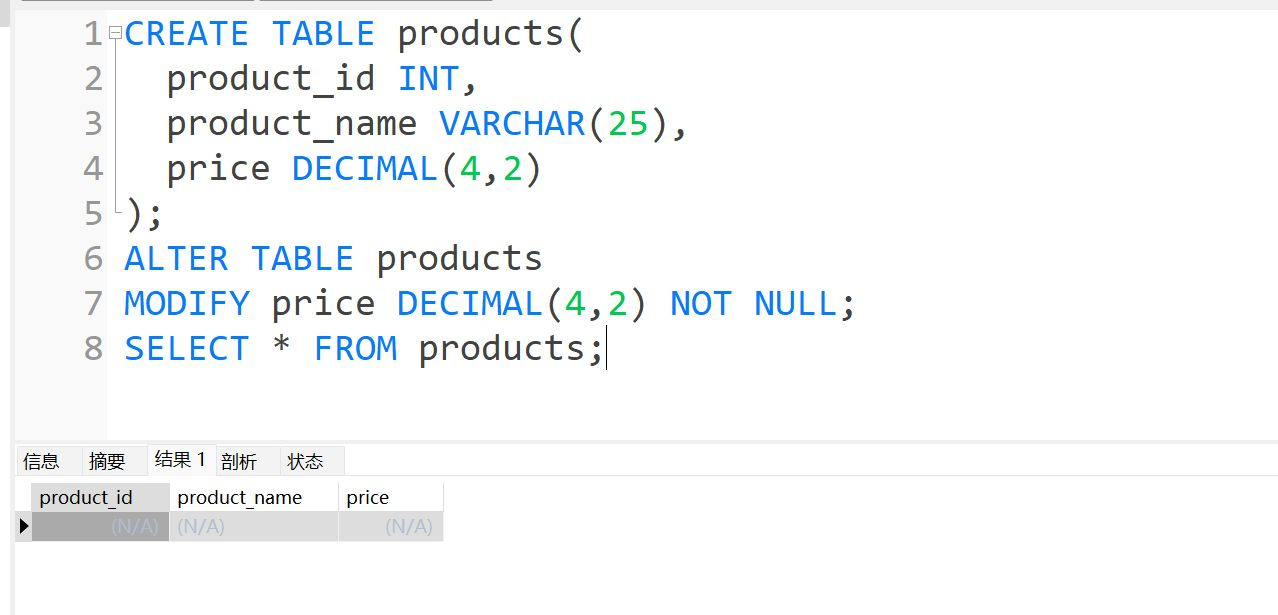 1 CREATE TABLE products(
2 product_id INT,
3 product_name VARCHAR(25),
4 price DECIMAL(4,2)
5 );
6 ALTER TABLE products
7 MODIFY price DECIMAL(4,2) NOT NULL;
8 SELECT * FROM products;
信息 摘要 结果 1 剖析 状态
product_id product_name price
(N/A) (N/A) (N/A)